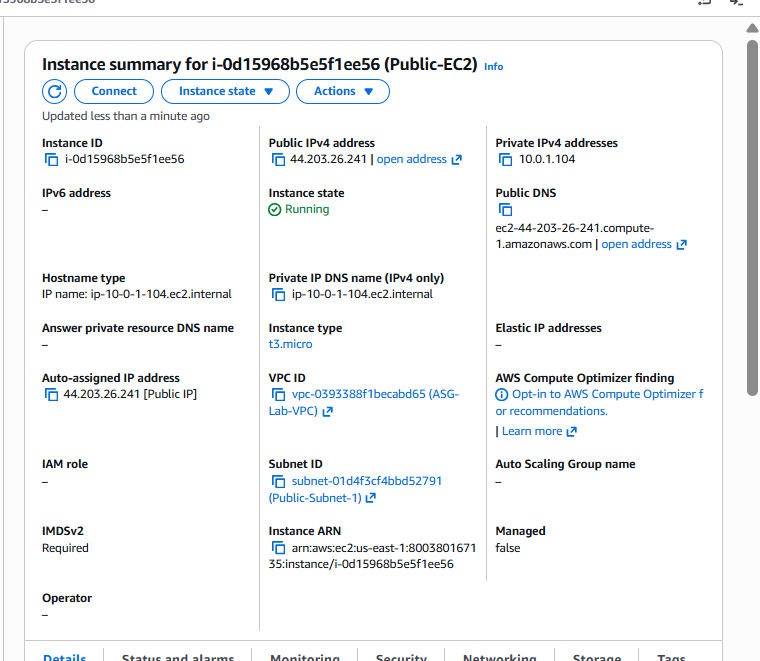 Instance summary for i-0d15968b5e5f1ee56 (Public-EC2) Info
Connect
Instance state
Actions
Updated less than a minute ago
Instance ID
i-0d15968b5e5f1ee56
Public IPv4 address
44.203.26.241 | open address
Private IPv4 addresses
10.0.1.104
IPv6 address
–
Instance state
Running
Public DNS
ec2-44-203-26-241.compute-
1.amazonaws.com | open address
Hostname type
IP name: ip-10-0-1-104.ec2.internal
Private IP DNS name (IPv4 only)
ip-10-0-1-104.ec2.internal
Answer private resource DNS name
–
Instance type
t3.micro
Elastic IP addresses
–
Auto-assigned IP address
44.203.26.241 [Public IP]
VPC ID
vpc-0393388f1becabd65 (ASG-
Lab-VPC)
AWS Compute Optimizer finding
Opt-in to AWS Compute Optimizer f
or recommendations.
| Learn more
IAM role
–
Subnet ID
subnet-01d4f3cf4bbd52791
(Public-Subnet-1)
Auto Scaling Group name
–
IMDSv2
Required
Instance ARN
arn:aws:ec2:us-east-1:8003801671
35:instance/i-0d15968b5e5f1ee56
Managed
false
Operator
–
Details
Status and alarms
Monitoring
Security
Networking
Storage
Tags